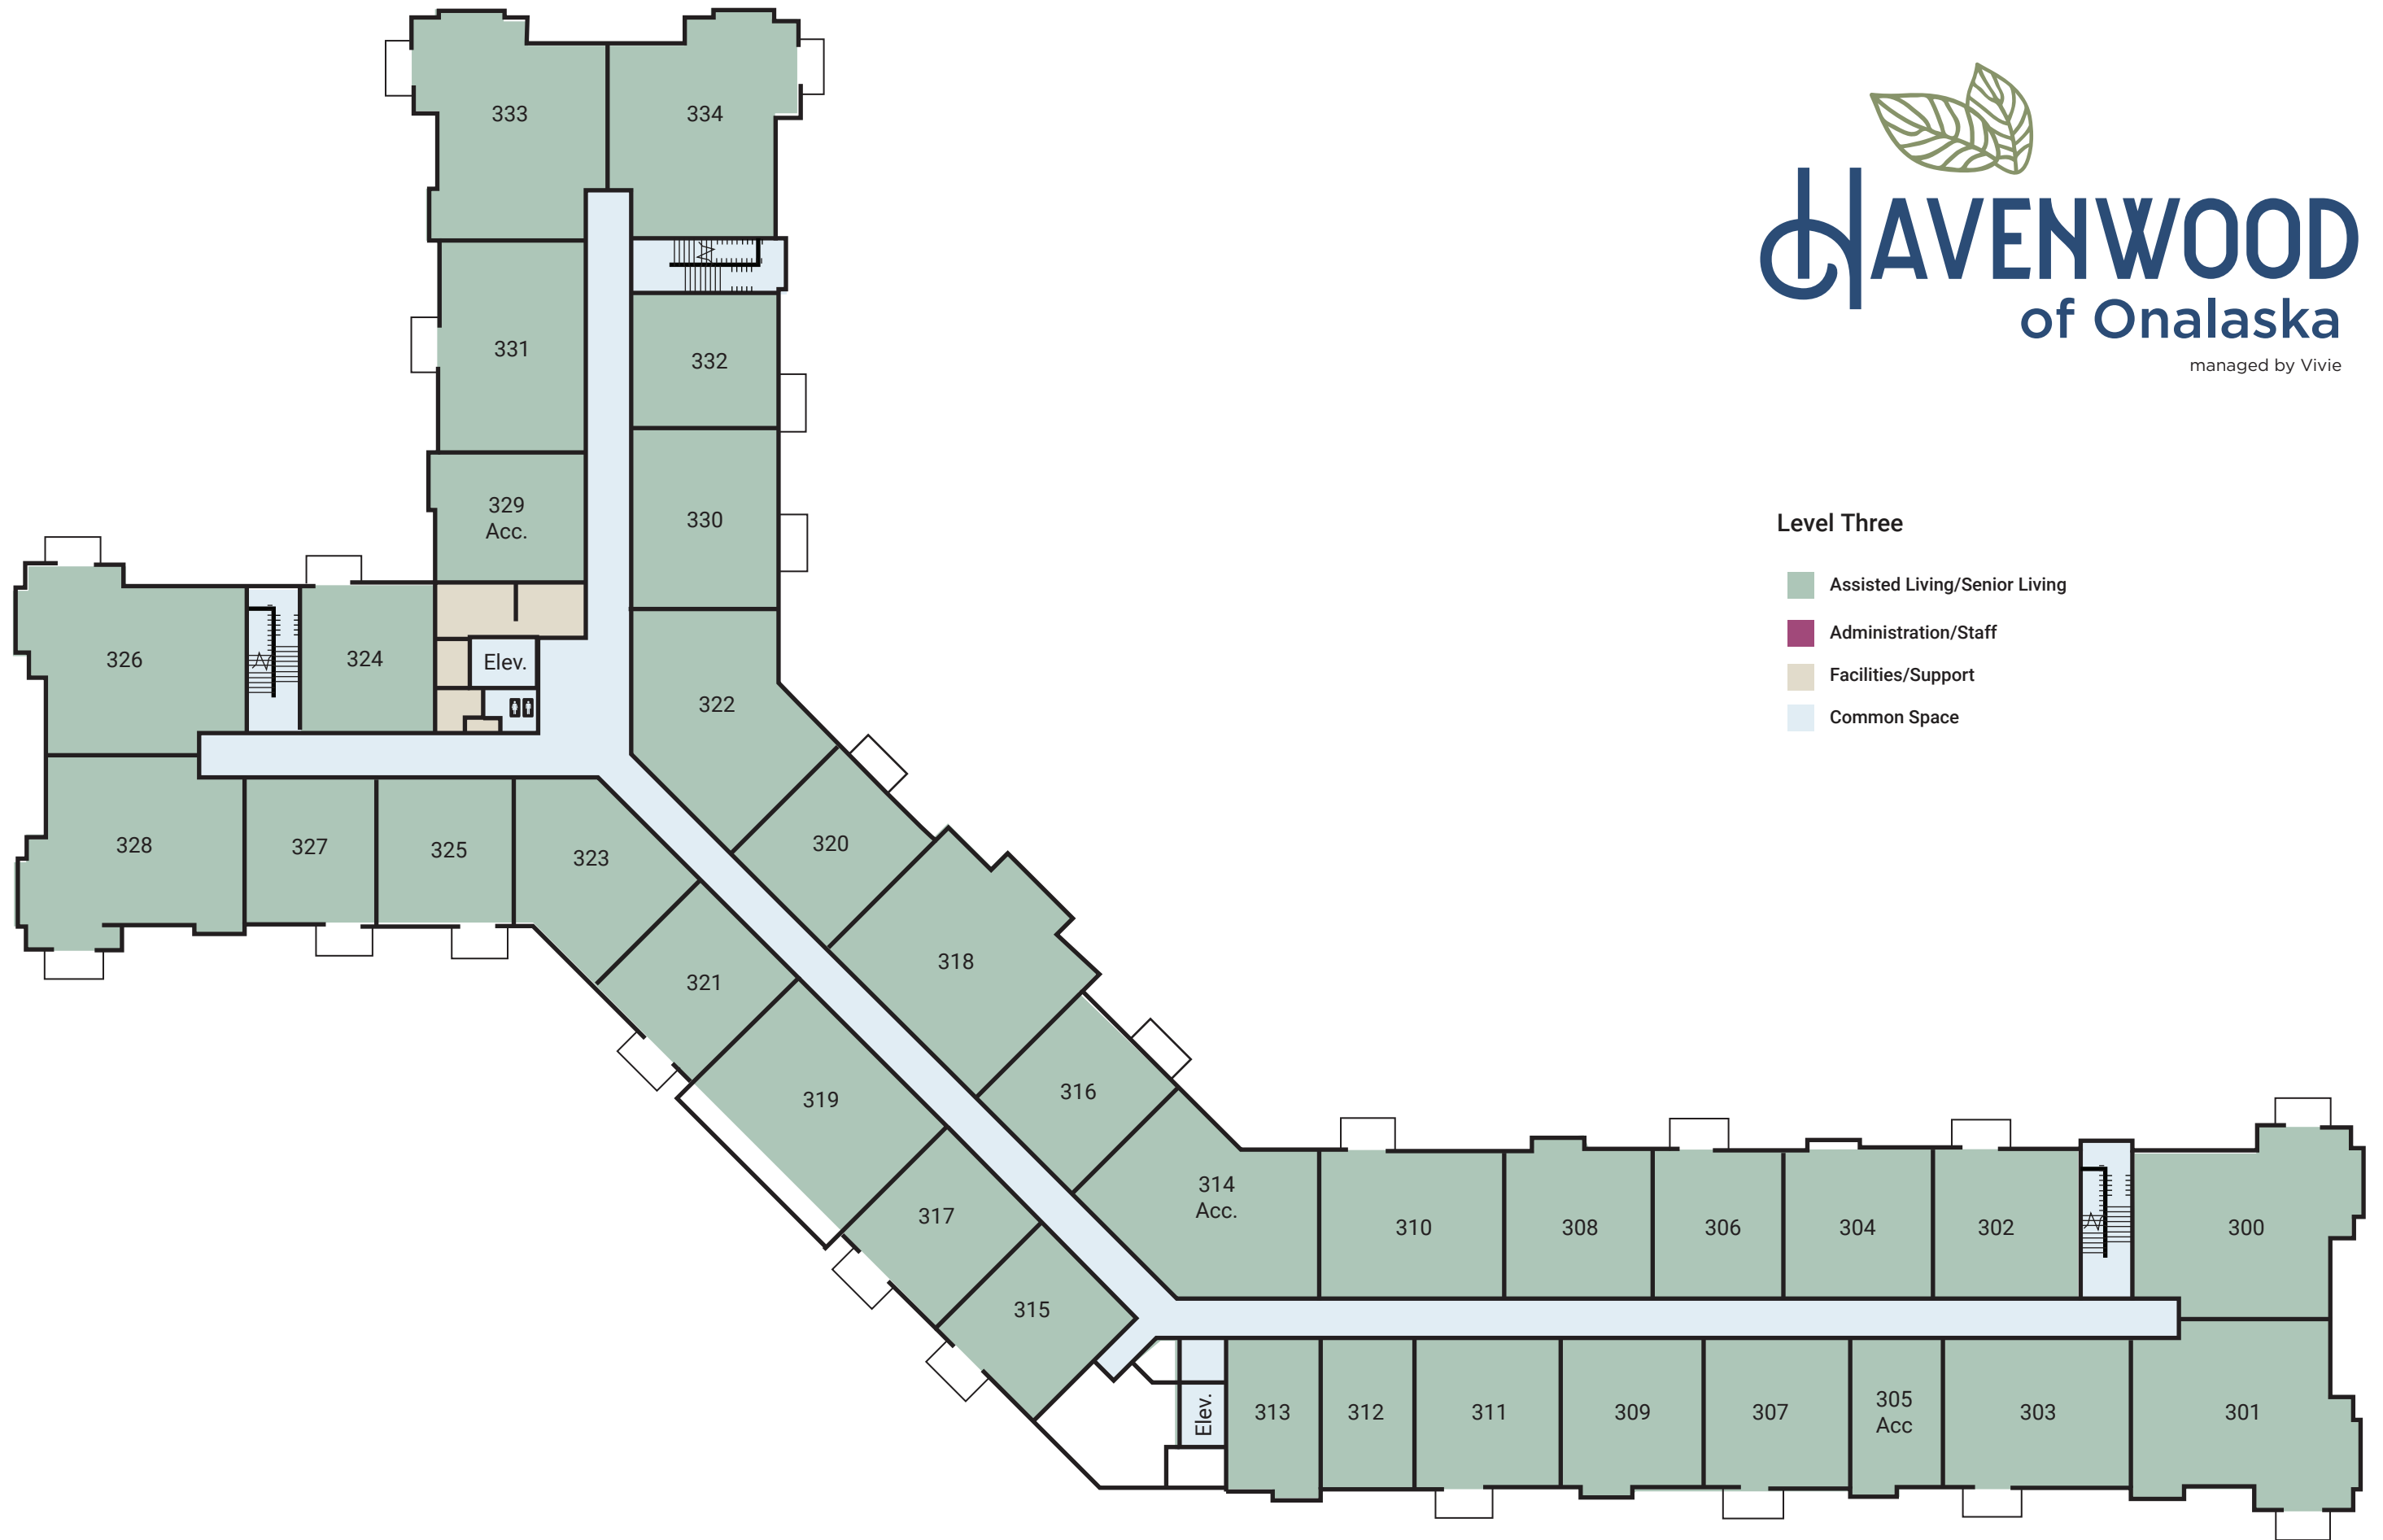 333
334
HAVENWOOD
of Onalaska
managed by Vivie
331
332
329
Acc.
330
Level Three
Assisted Living/Senior Living
Administration/Staff
Facilities/Support
Common Space
326
324
Elev.
322
328
327
325
323
320
321
318
319
316
317
314
Acc.
310
308
306
304
302
300
315
Elev.
313
312
311
309
307
305
Acc
303
301